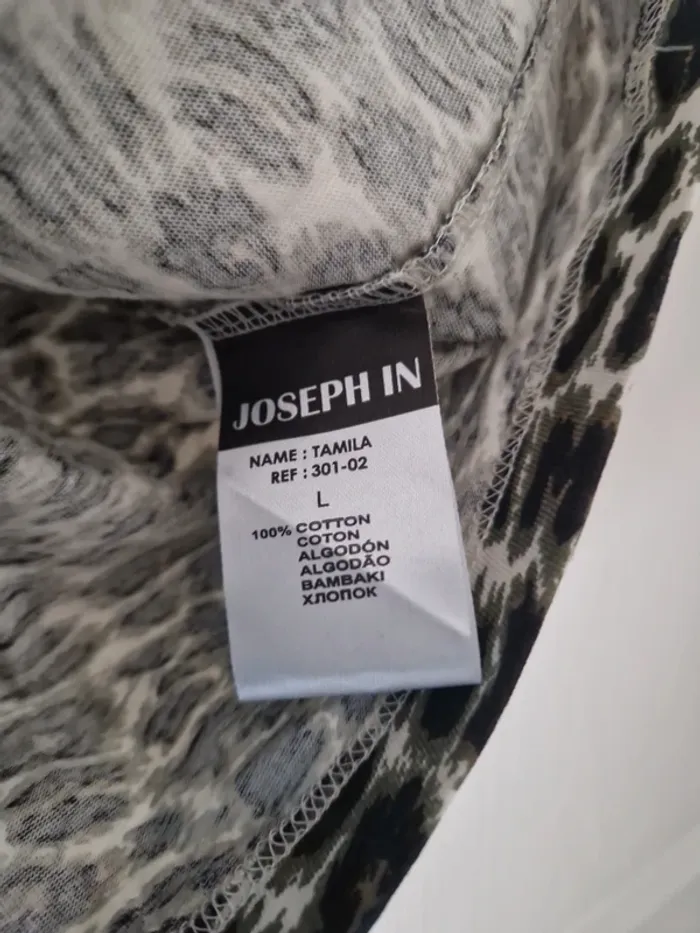 JOSEPH IN
NAME : TAMILA
REF : 301-02
L
100% COTTON
COTON
ALGODÓN
ALGODÃO
BAMBAKI
ХЛОПОК